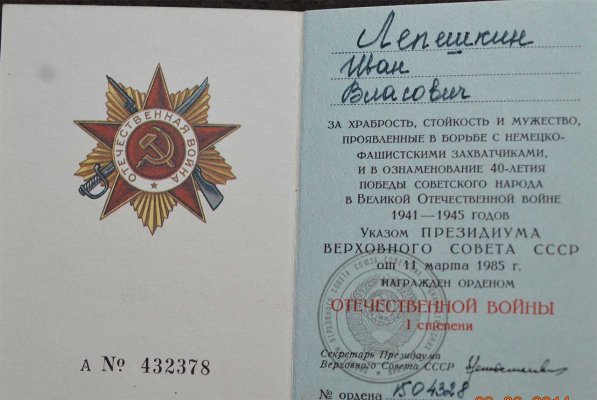 ОТЕЧЕСТВЕННАЯ ВОЙНА
А № 432378
Лепешкин
Иван
Власович
ЗА ХРАБРОСТЬ, СТОЙКОСТЬ И МУЖЕСТВО,
ПРОЯВЛЕННЫЕ В БОРЬБЕ С НЕМЕЦКО-
ФАШИСТСКИМИ ЗАХВАТЧИКАМИ,
И В ОЗНАМЕНОВАНИЕ 40-ЛЕТИЯ
ПОБЕДЫ СОВЕТСКОГО НАРОДА
В ВЕЛИКОЙ ОТЕЧЕСТВЕННОЙ ВОЙНЕ
1941—1945 ГОДОВ
УКАЗОМ ПРЕЗИДИУМА
ВЕРХОВНОГО СОВЕТА СССР
от 11 марта 1985 г.
НАГРАЖДЕН ОРДЕНОМ
ОТЕЧЕСТВЕННОЙ ВОЙНЫ
I степени
Секретарь Президиума
Верховного Совета СССР
№ ордена 1504328